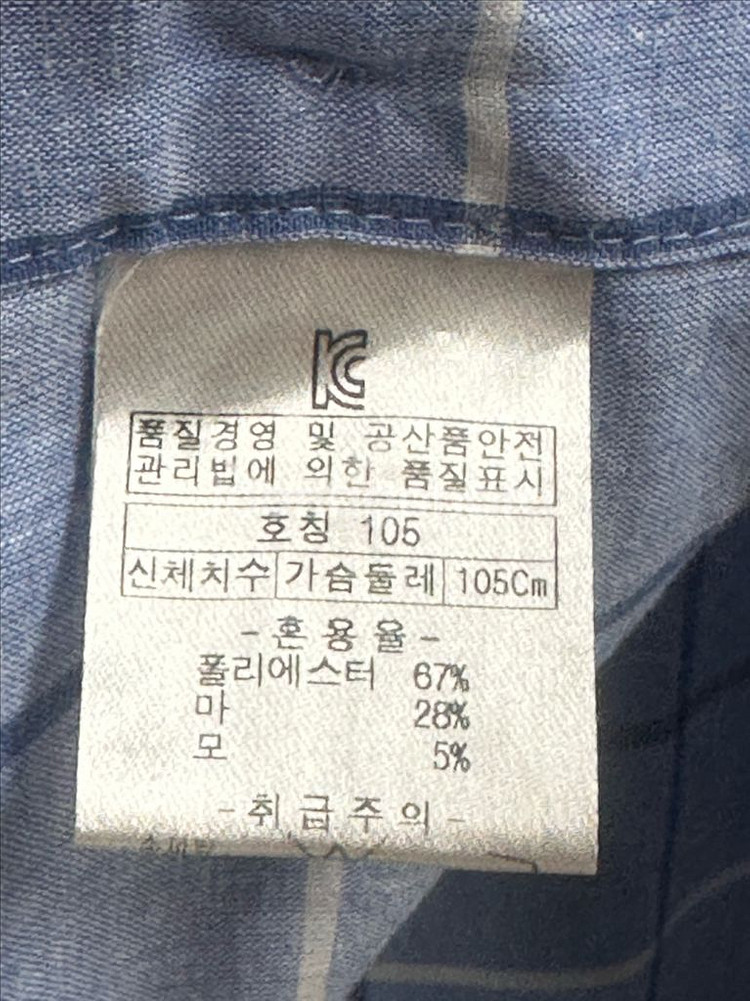 KC
품질경영 및 공산품안전
관리법에 의한 품질표시
호칭 105
신체치수 가슴둘레 105Cm
-혼용율-
폴리에스터 67%
마 28%
모 5%
-취급주의-